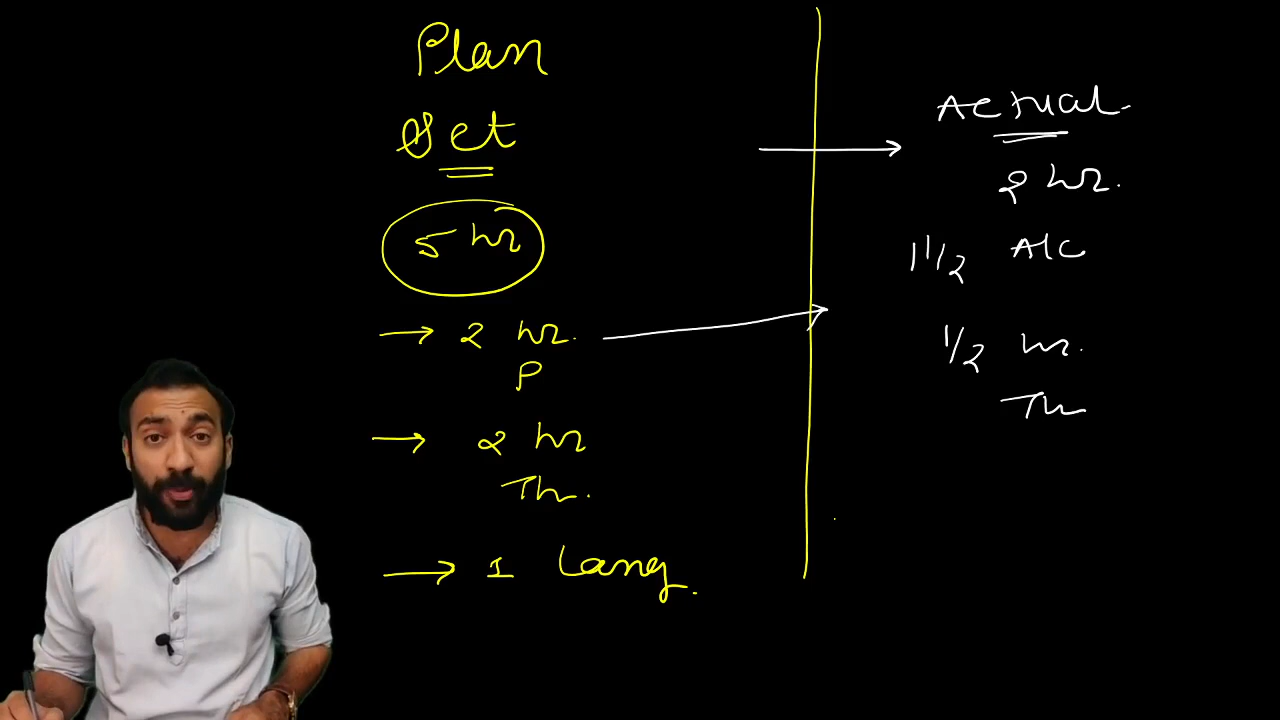 Plan
Set
5 hr
→ 2 hr.
P
→ 2 hr
Th.
→ 1 Lang.
Actual
2 hr.
1 1/2 A/c
1/2 hr.
Th